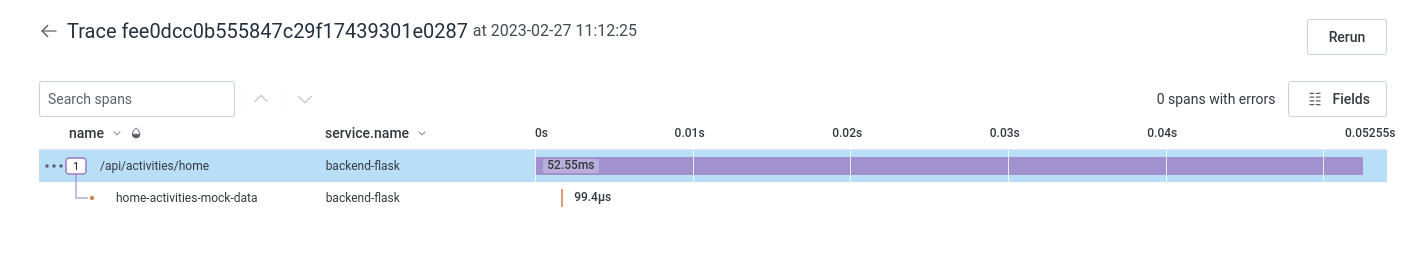 Trace fee0dcc0b555847c29f17439301e0287 at 2023-02-27 11:12:25
Rerun
Search spans
0 spans with errors
Fields
name service.name 0s 0.01s 0.02s 0.03s 0.04s 0.05255s
1 /api/activities/home backend-flask 52.55ms
home-activities-mock-data backend-flask 99.4μs